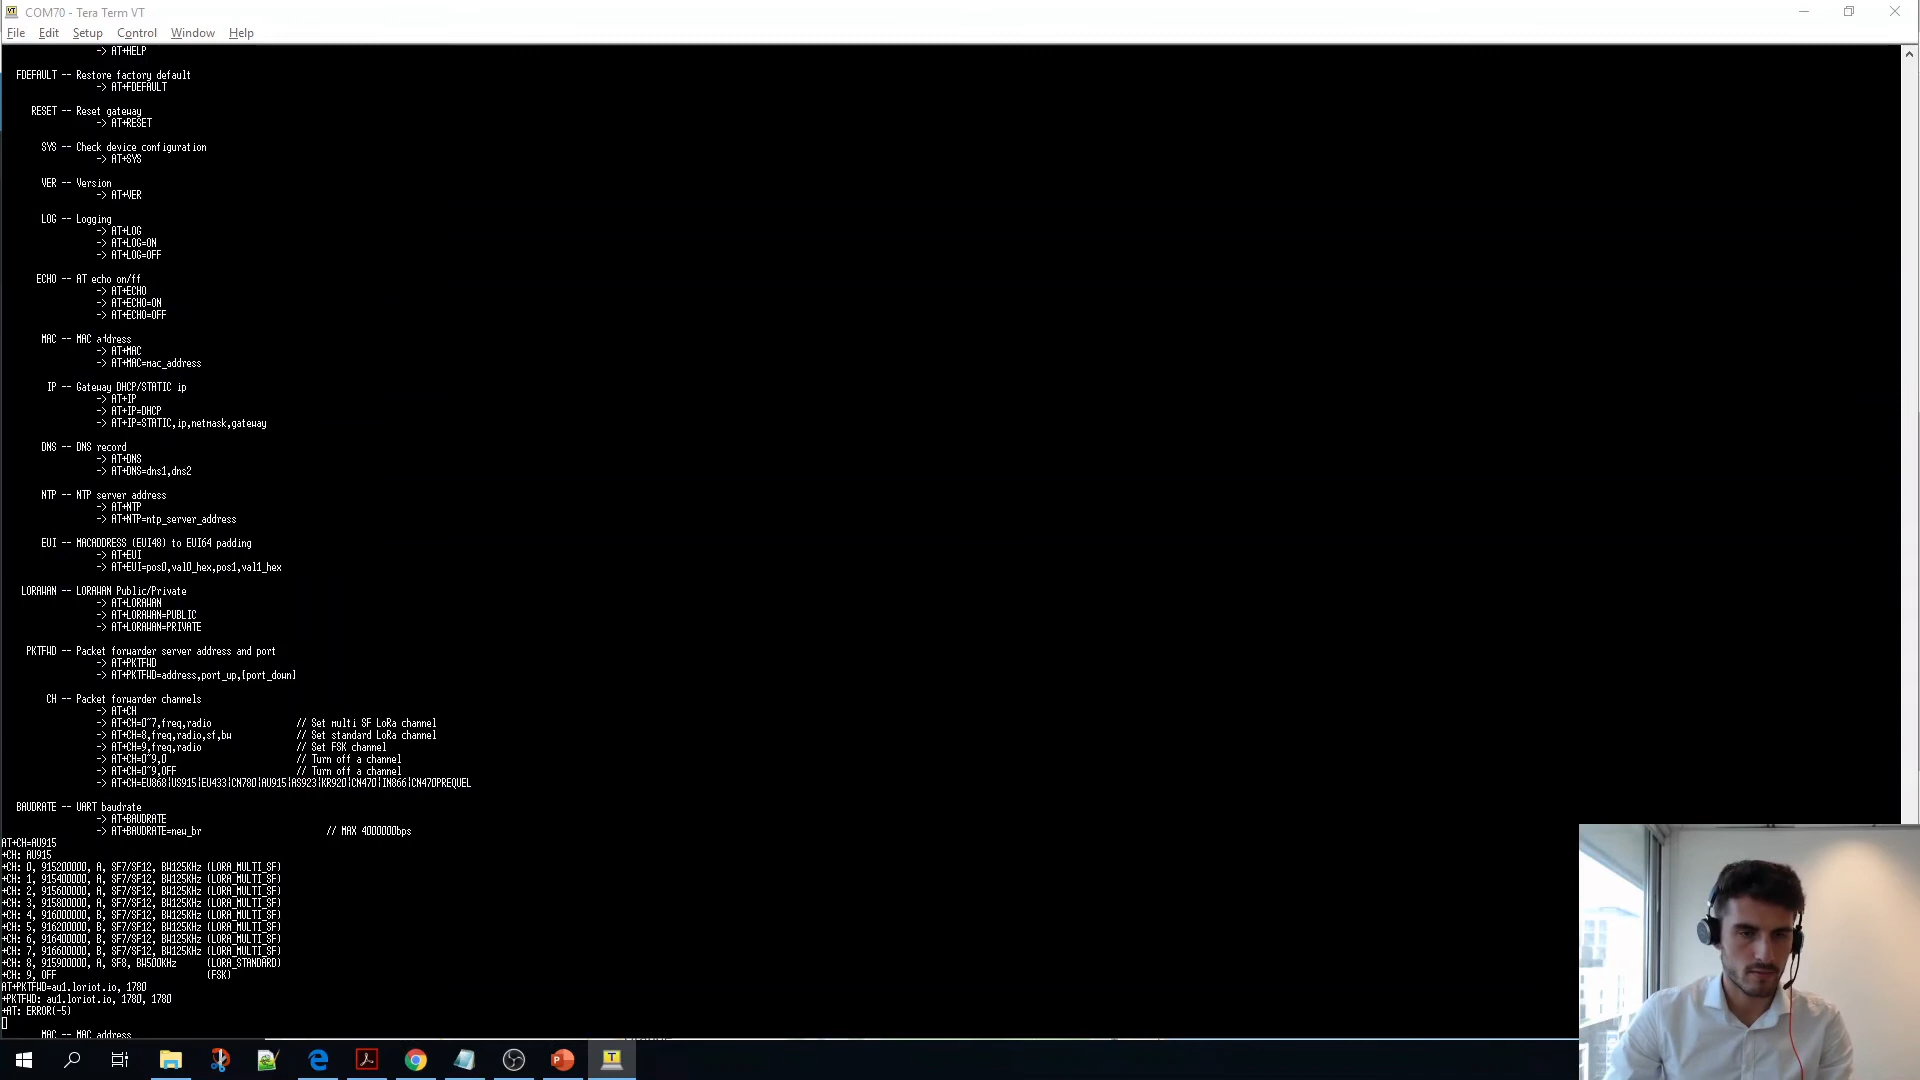 COM70 - Tera Term VT
File Edit Setup Control Window Help
-> AT+HELP
FDEFAULT -- Restore factory default
-> AT+FDEFAULT
RESET -- Reset gateway
-> AT+RESET
SYS -- Check device configuration
-> AT+SYS
VER -- Version
-> AT+VER
LOG -- Logging
-> AT+LOG
-> AT+LOG=ON
-> AT+LOG=OFF
ECHO -- AT echo on/ff
-> AT+ECHO
-> AT+ECHO=ON
-> AT+ECHO=OFF
MAC -- MAC address
-> AT+MAC
-> AT+MAC=mac_address
IP -- Gateway DHCP/STATIC ip
-> AT+IP
-> AT+IP=DHCP
-> AT+IP=STATIC,ip,netmask,gateway
DNS -- DNS record
-> AT+DNS
-> AT+DNS=dns1,dns2
NTP -- NTP server address
-> AT+NTP
-> AT+NTP=ntp_server_address
EUI -- MACADDRESS (EUI48) to EUI64 padding
-> AT+EUI
-> AT+EUI=pos0,val0_hex,pos1,val1_hex
LORAWAN -- LORAWAN Public/Private
-> AT+LORAWAN
-> AT+LORAWAN=PUBLIC
-> AT+LORAWAN=PRIVATE
PKTFWD -- Packet forwarder server address and port
-> AT+PKTFWD
-> AT+PKTFWD=address,port_up,[port_down]
CH -- Packet forwarder channels
-> AT+CH
-> AT+CH=0~7,freq,radio // Set multi SF LoRa channel
-> AT+CH=8,freq,radio,sf,bw // Set standard LoRa channel
-> AT+CH=9,freq,radio // Set FSK channel
-> AT+CH=0~9,0 // Turn off a channel
-> AT+CH=0~9,OFF // Turn off a channel
-> AT+CH=EU868|US915|EU433|CN780|AU915|AS923|KR920|CN470|IN866|CN470PREQUEL
BAUDRATE -- UART baudrate
-> AT+BAUDRATE
-> AT+BAUDRATE=new_br // MAX 4000000bps
AT+CH=AU915
+CH: AU915
+CH: 0, 915200000, A, SF7/SF12, BW125KHz (LORA_MULTI_SF)
+CH: 1, 915400000, A, SF7/SF12, BW125KHz (LORA_MULTI_SF)
+CH: 2, 915600000, A, SF7/SF12, BW125KHz (LORA_MULTI_SF)
+CH: 3, 915800000, A, SF7/SF12, BW125KHz (LORA_MULTI_SF)
+CH: 4, 916000000, B, SF7/SF12, BW125KHz (LORA_MULTI_SF)
+CH: 5, 916200000, B, SF7/SF12, BW125KHz (LORA_MULTI_SF)
+CH: 6, 916400000, B, SF7/SF12, BW125KHz (LORA_MULTI_SF)
+CH: 7, 916600000, B, SF7/SF12, BW125KHz (LORA_MULTI_SF)
+CH: 8, 915900000, A, SF8, BW500KHz (LORA_STANDARD)
+CH: 9, OFF (FSK)
AT+PKTFWD=au1.loriot.io, 1780
+PKTFWD: au1.loriot.io, 1780, 1780
+AT: ERROR(-5)
MAC -- MAC address